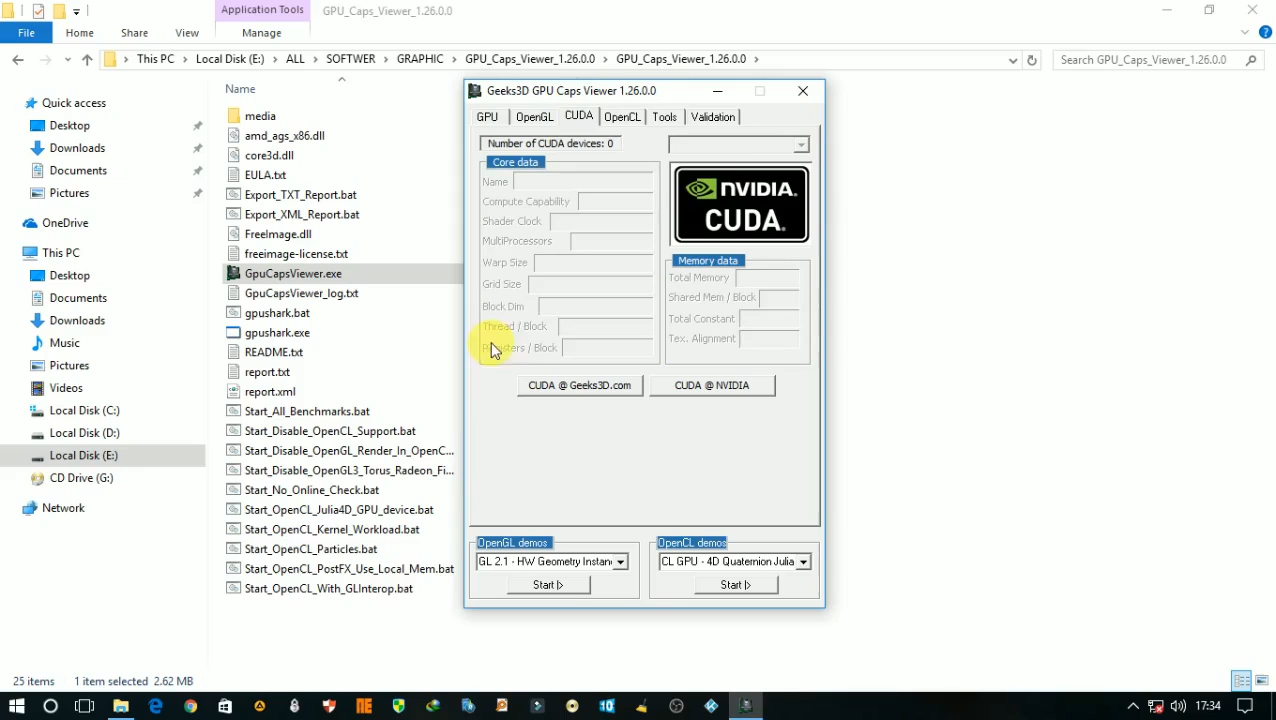 Application Tools
GPU_Caps_Viewer_1.26.0.0
File
Home
Share
View
Manage
This PC
Local Disk (E:)
ALL
SOFTWER
GRAPHIC
GPU_Caps_Viewer_1.26.0.0
GPU_Caps_Viewer_1.26.0.0
Search GPU_Caps_Viewer_1.26.0.0
Quick access
Desktop
Downloads
Documents
Pictures
OneDrive
This PC
Desktop
Documents
Downloads
Music
Pictures
Videos
Local Disk (C:)
Local Disk (D:)
Local Disk (E:)
CD Drive (G:)
Network
Name
media
amd_ags_x86.dll
core3d.dll
EULA.txt
Export_TXT_Report.bat
Export_XML_Report.bat
FreeImage.dll
freeimage-license.txt
GpuCapsViewer.exe
GpuCapsViewer_log.txt
gpushark.bat
gpushark.exe
README.txt
report.txt
report.xml
Start_All_Benchmarks.bat
Start_Disable_OpenCL_Support.bat
Start_Disable_OpenGL_Render_In_OpenC...
Start_Disable_OpenGL3_Torus_Radeon_Fi...
Start_No_Online_Check.bat
Start_OpenCL_Julia4D_GPU_device.bat
Start_OpenCL_Kernel_Workload.bat
Start_OpenCL_Particles.bat
Start_OpenCL_PostFX_Use_Local_Mem.bat
Start_OpenCL_With_GLInterop.bat
Geeks3D GPU Caps Viewer 1.26.0.0
GPU
OpenGL
CUDA
OpenCL
Tools
Validation
Number of CUDA devices: 0
Core data
Name
Compute Capability
Shader Clock
MultiProcessors
Warp Size
Grid Size
Block Dim
Thread / Block
Registers / Block
NVIDIA.
CUDA.
Memory data
Total Memory
Shared Mem / Block
Total Constant
Tex. Alignment
CUDA @ Geeks3D.com
CUDA @ NVIDIA
OpenGL demos
GL 2.1 - HW Geometry Instan
Start
OpenCL demos
CL GPU - 4D Quaternion Julia
Start
25 items
1 item selected 2.62 MB
17:34